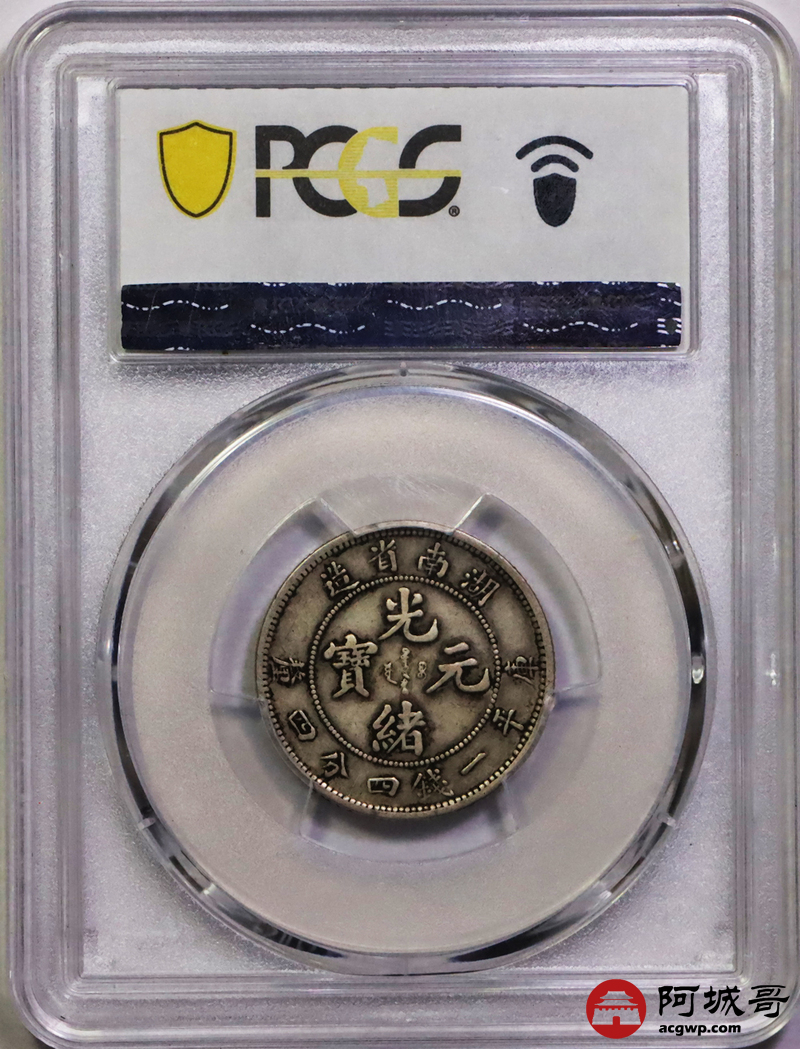 PCGS®
湖南省造
光緒元寶
庫平一錢四分四釐
阿城哥
acgwp.com